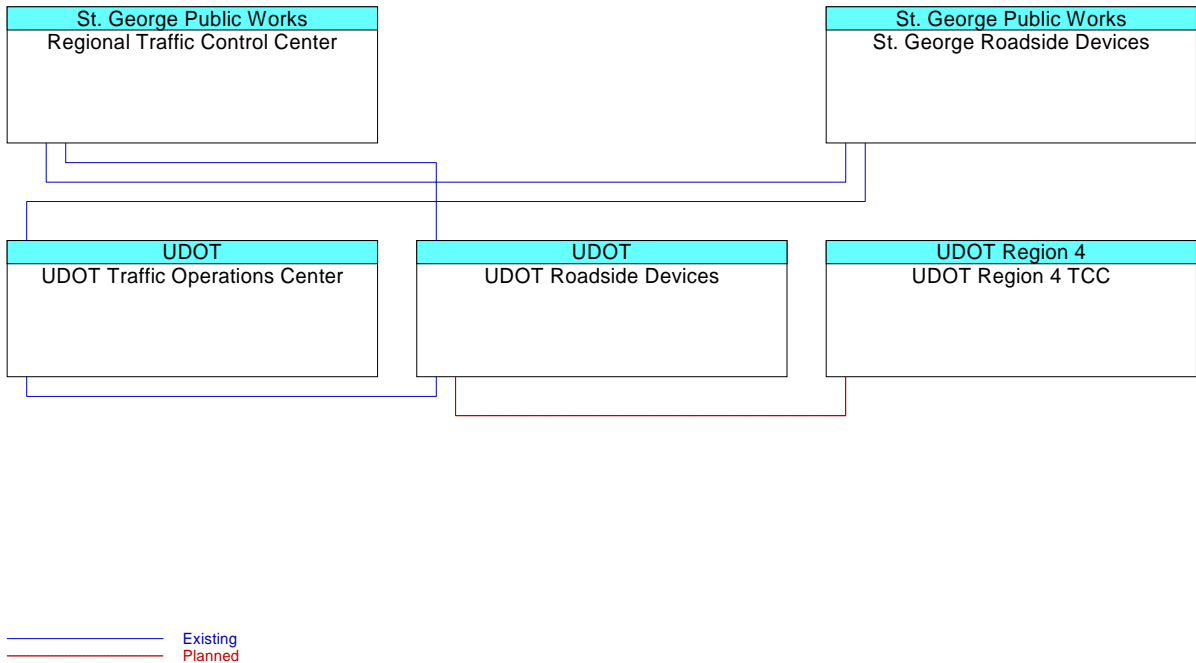 St. George Public Works
Regional Traffic Control Center
St. George Public Works
St. George Roadside Devices
UDOT
UDOT Traffic Operations Center
UDOT
UDOT Roadside Devices
UDOT Region 4
UDOT Region 4 TCC
Existing
Planned